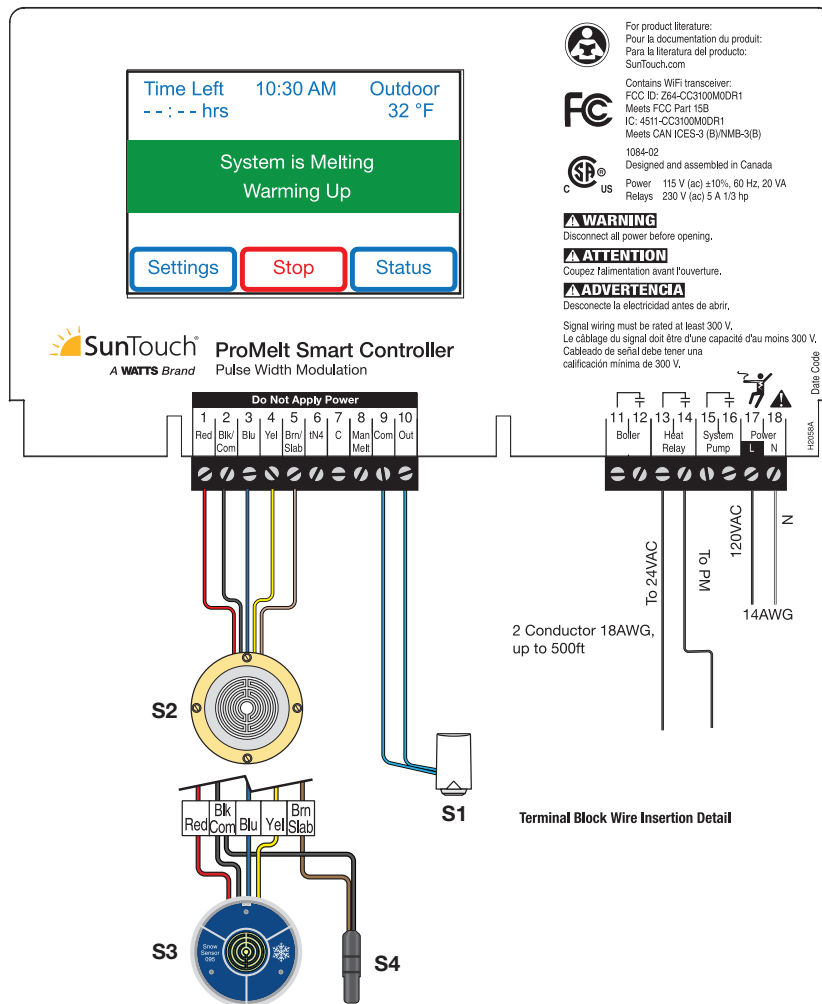 For product literature:
Pour la documentation du produit:
Para la literatura del producto:
SunTouch.com
Contains WiFi transceiver:
FCC ID: Z64-CC3100M0DR1
Meets FCC Part 15B
IC: 4511-CC3100M0DR1
Meets CAN ICES-3 (B)/NMB-3(B)
FC
1084-02
Designed and assembled in Canada
SA ®
C US
Power 115 V (ac) ±10%, 60 Hz, 20 VA
Relays 230 V (ac) 5 A 1/3 hp
WARNING
Disconnect all power before opening.
ATTENTION
Coupez l'alimentation avant l'ouverture.
ADVERTENCIA
Desconecte la electricidad antes de abrir.
Signal wiring must be rated at least 300 V.
Le câblage du signal doit être d'une capacité d'au moins 300 V.
Cableado de señal debe tener una
calificación mínima de 300 V.
Time Left 10:30 AM Outdoor
--:-- hrs 32 °F
System is Melting
Warming Up
Settings Stop Status
SunTouch®
A WATTS Brand
ProMelt Smart Controller
Pulse Width Modulation
Date Code
H2058A
Do Not Apply Power
1 2 3 4 5 6 7 8 9 10
Red Blk/Com Blu Yel Brn/Slab tN4 C Man Melt Com Out
11 12 13 14 15 16 17 18
Boiler Heat Relay System Pump Power
L N
To 24VAC
To PM
120VAC
N
14AWG
2 Conductor 18AWG,
up to 500ft
S2
S1
Terminal Block Wire Insertion Detail
Red Blk Com Blu Yel Brn Slab
S3
Snow
Sensor
095
S4